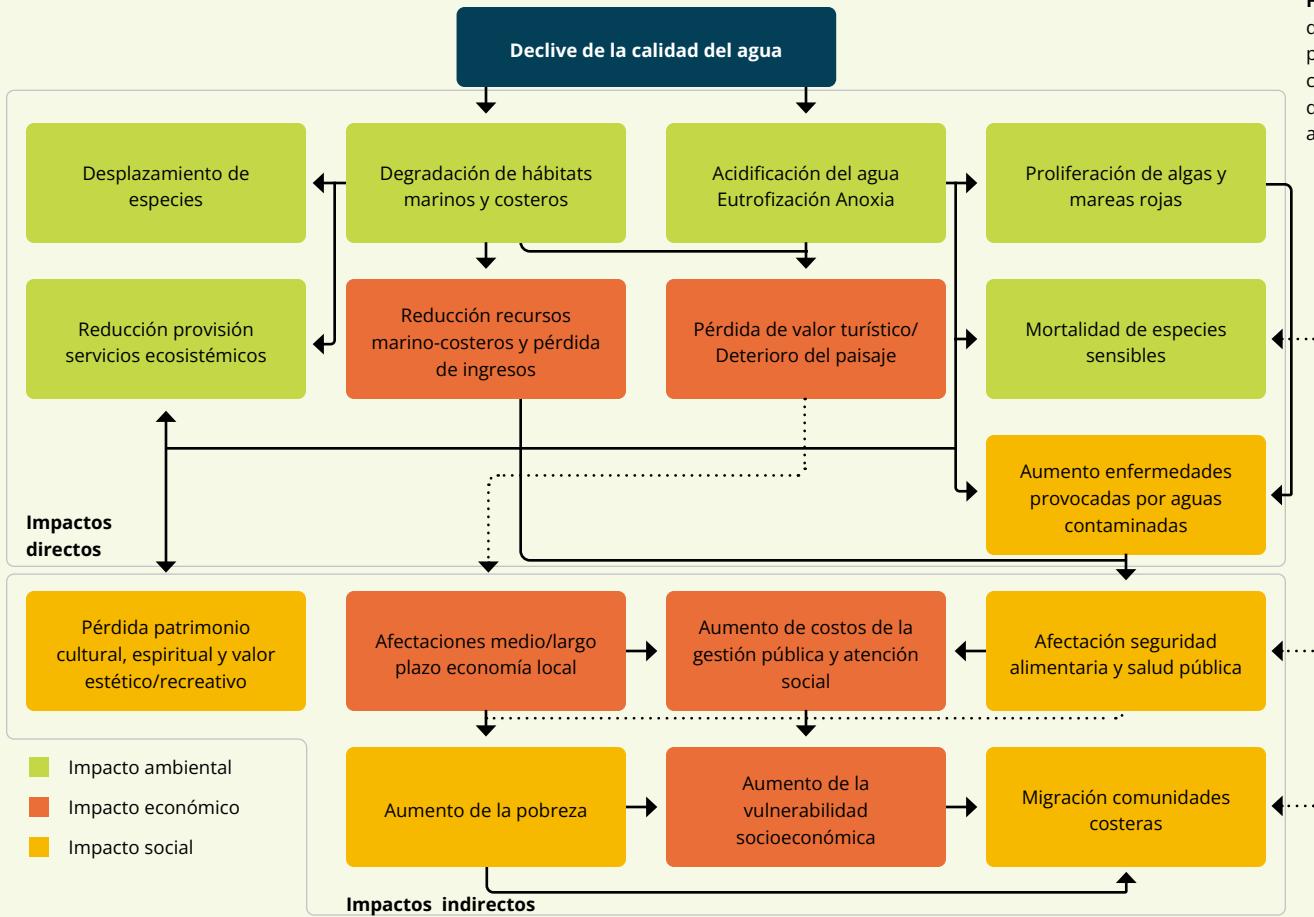 Declive de la calidad del agua
Desplazamiento de
especies
Degradación de hábitats
marinos y costeros
Acidificación del agua
Eutrofización Anoxia
Proliferación de algas y
mareas rojas
Reducción provisión
servicios ecosistémicos
Reducción recursos
marino-costeros y pérdida
de ingresos
Pérdida de valor turístico/
Deterioro del paisaje
Mortalidad de especies
sensibles
Aumento enfermedades
provocadas por aguas
contaminadas
Impactos
directos
Pérdida patrimonio
cultural, espiritual y valor
estético/recreativo
Afectaciones medio/largo
plazo economía local
Aumento de costos de la
gestión pública y atención
social
Afectación seguridad
alimentaria y salud pública
Impacto ambiental
Impacto económico
Impacto social
Aumento de la pobreza
Aumento de la
vulnerabilidad
socioeconómica
Migración comunidades
costeras
Impactos indirectos